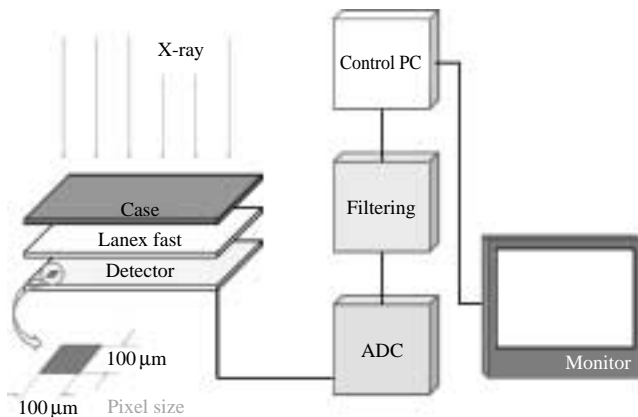 X-ray
Control PC
Case
Filtering
Lanex fast
Detector
ADC
Monitor
100 μm
100 μm
Pixel size